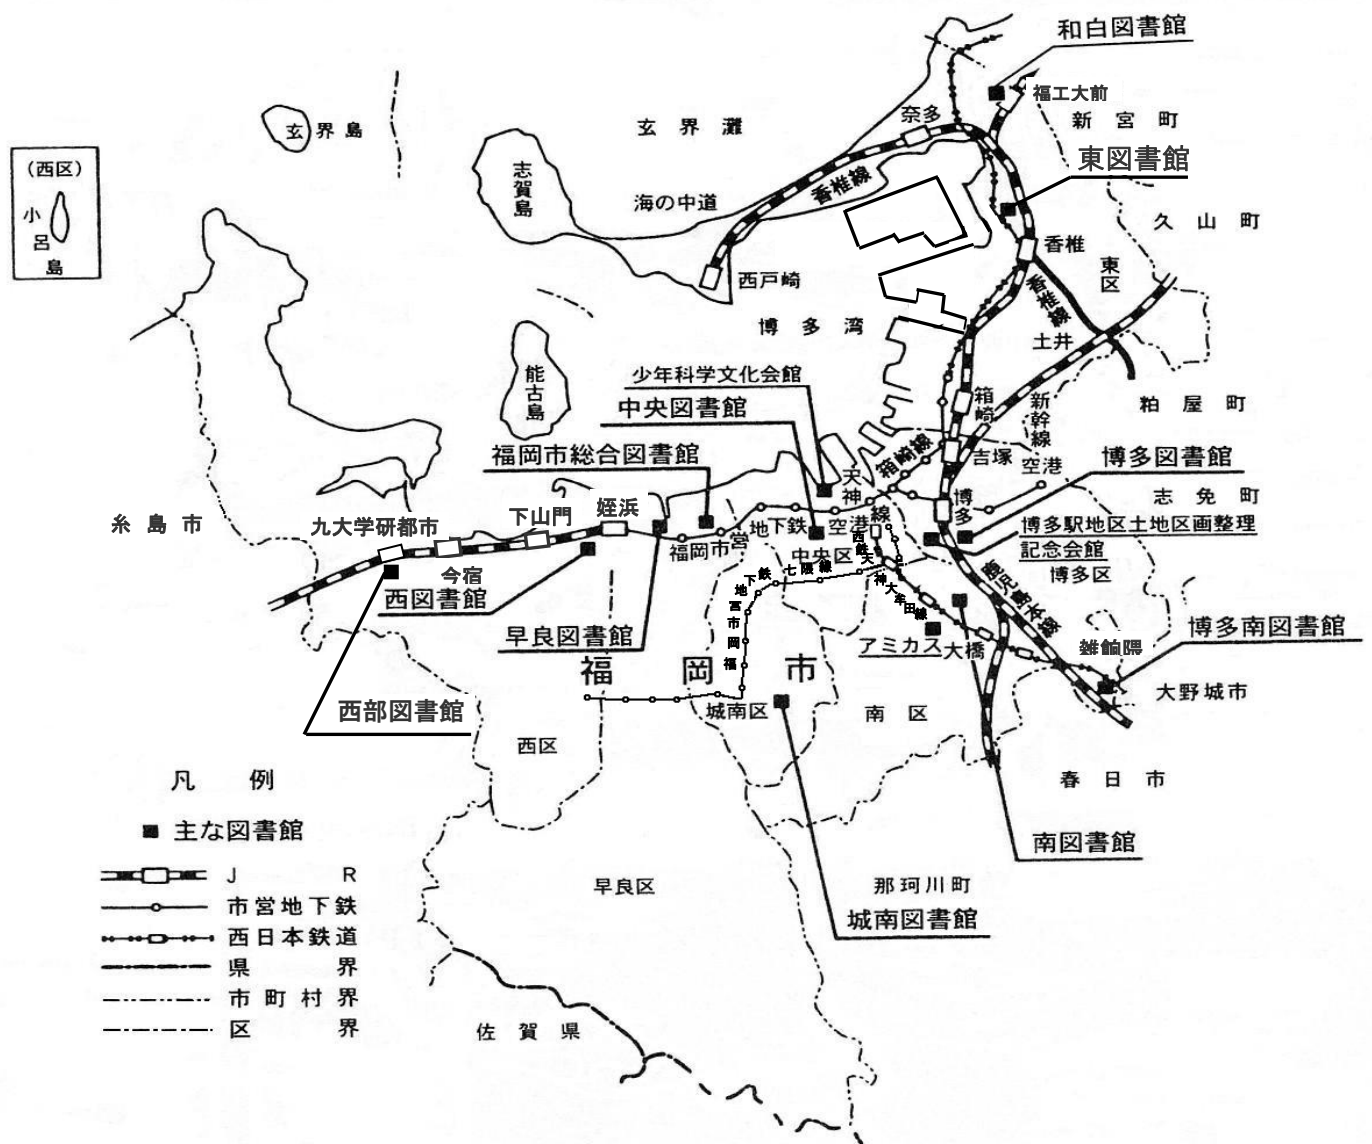 和白図書館
福工大前
奈多
新宮町
玄界島
玄界灘
東図書館
(西区)
小呂島
志賀島
海の中道
香椎線
久山町
香椎
東区
西戸崎
香椎線
博多湾
土井
能古島
少年科学文化会館
中央図書館
箱崎
新幹線
粕屋町
福岡市総合図書館
箱崎線
吉塚
空港
博多図書館
天神
博多
志免町
糸島市
九大学研都市
下山門
姪浜
福岡市営
地下鉄
空港
線
博多駅地区土地区画整理
記念会館
中央区
博多区
今宿
西図書館
西鉄天神大牟田線
鹿児島本線
福岡市営地下鉄七隈線
早良図書館
アミカス
大橋
雑餉隈
博多南図書館
福岡市
西部図書館
城南区
南区
大野城市
西区
春日市
凡例
主な図書館
南図書館
JR
早良区
那珂川町
市営地下鉄
城南図書館
西日本鉄道
県界
市町村界
区界
佐賀県